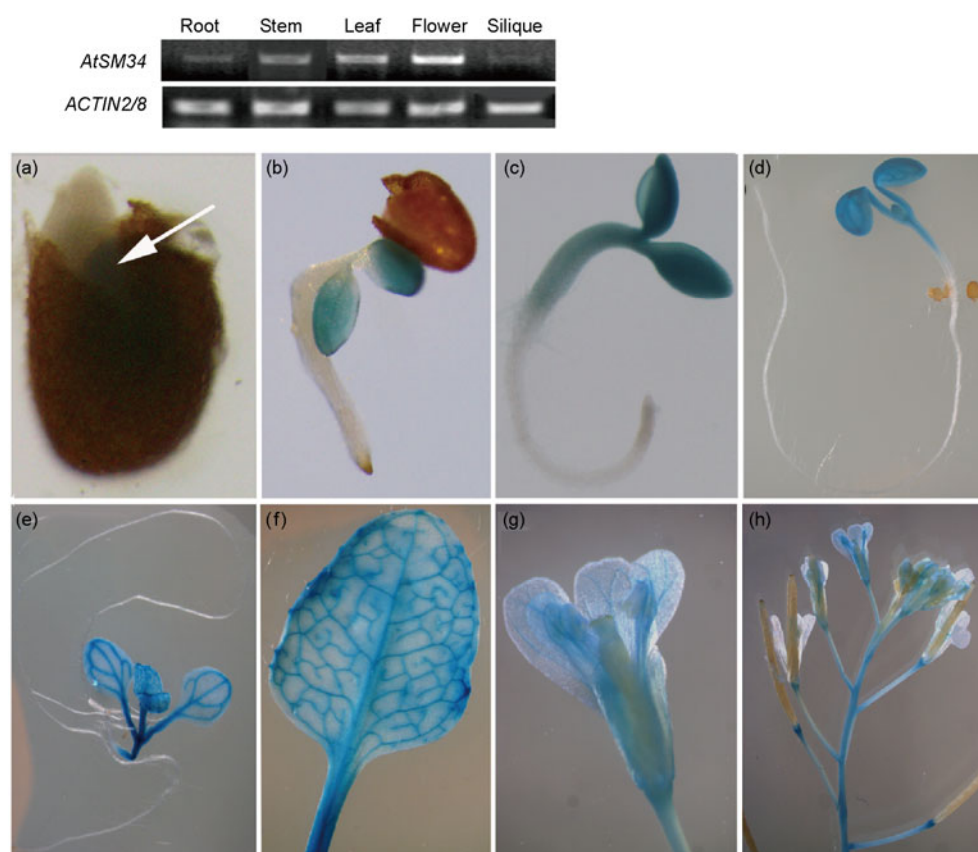 Root Stem Leaf Flower Silique
AtSM34
ACTIN2/8
(a) (b) (c) (d)
(e) (f) (g) (h)